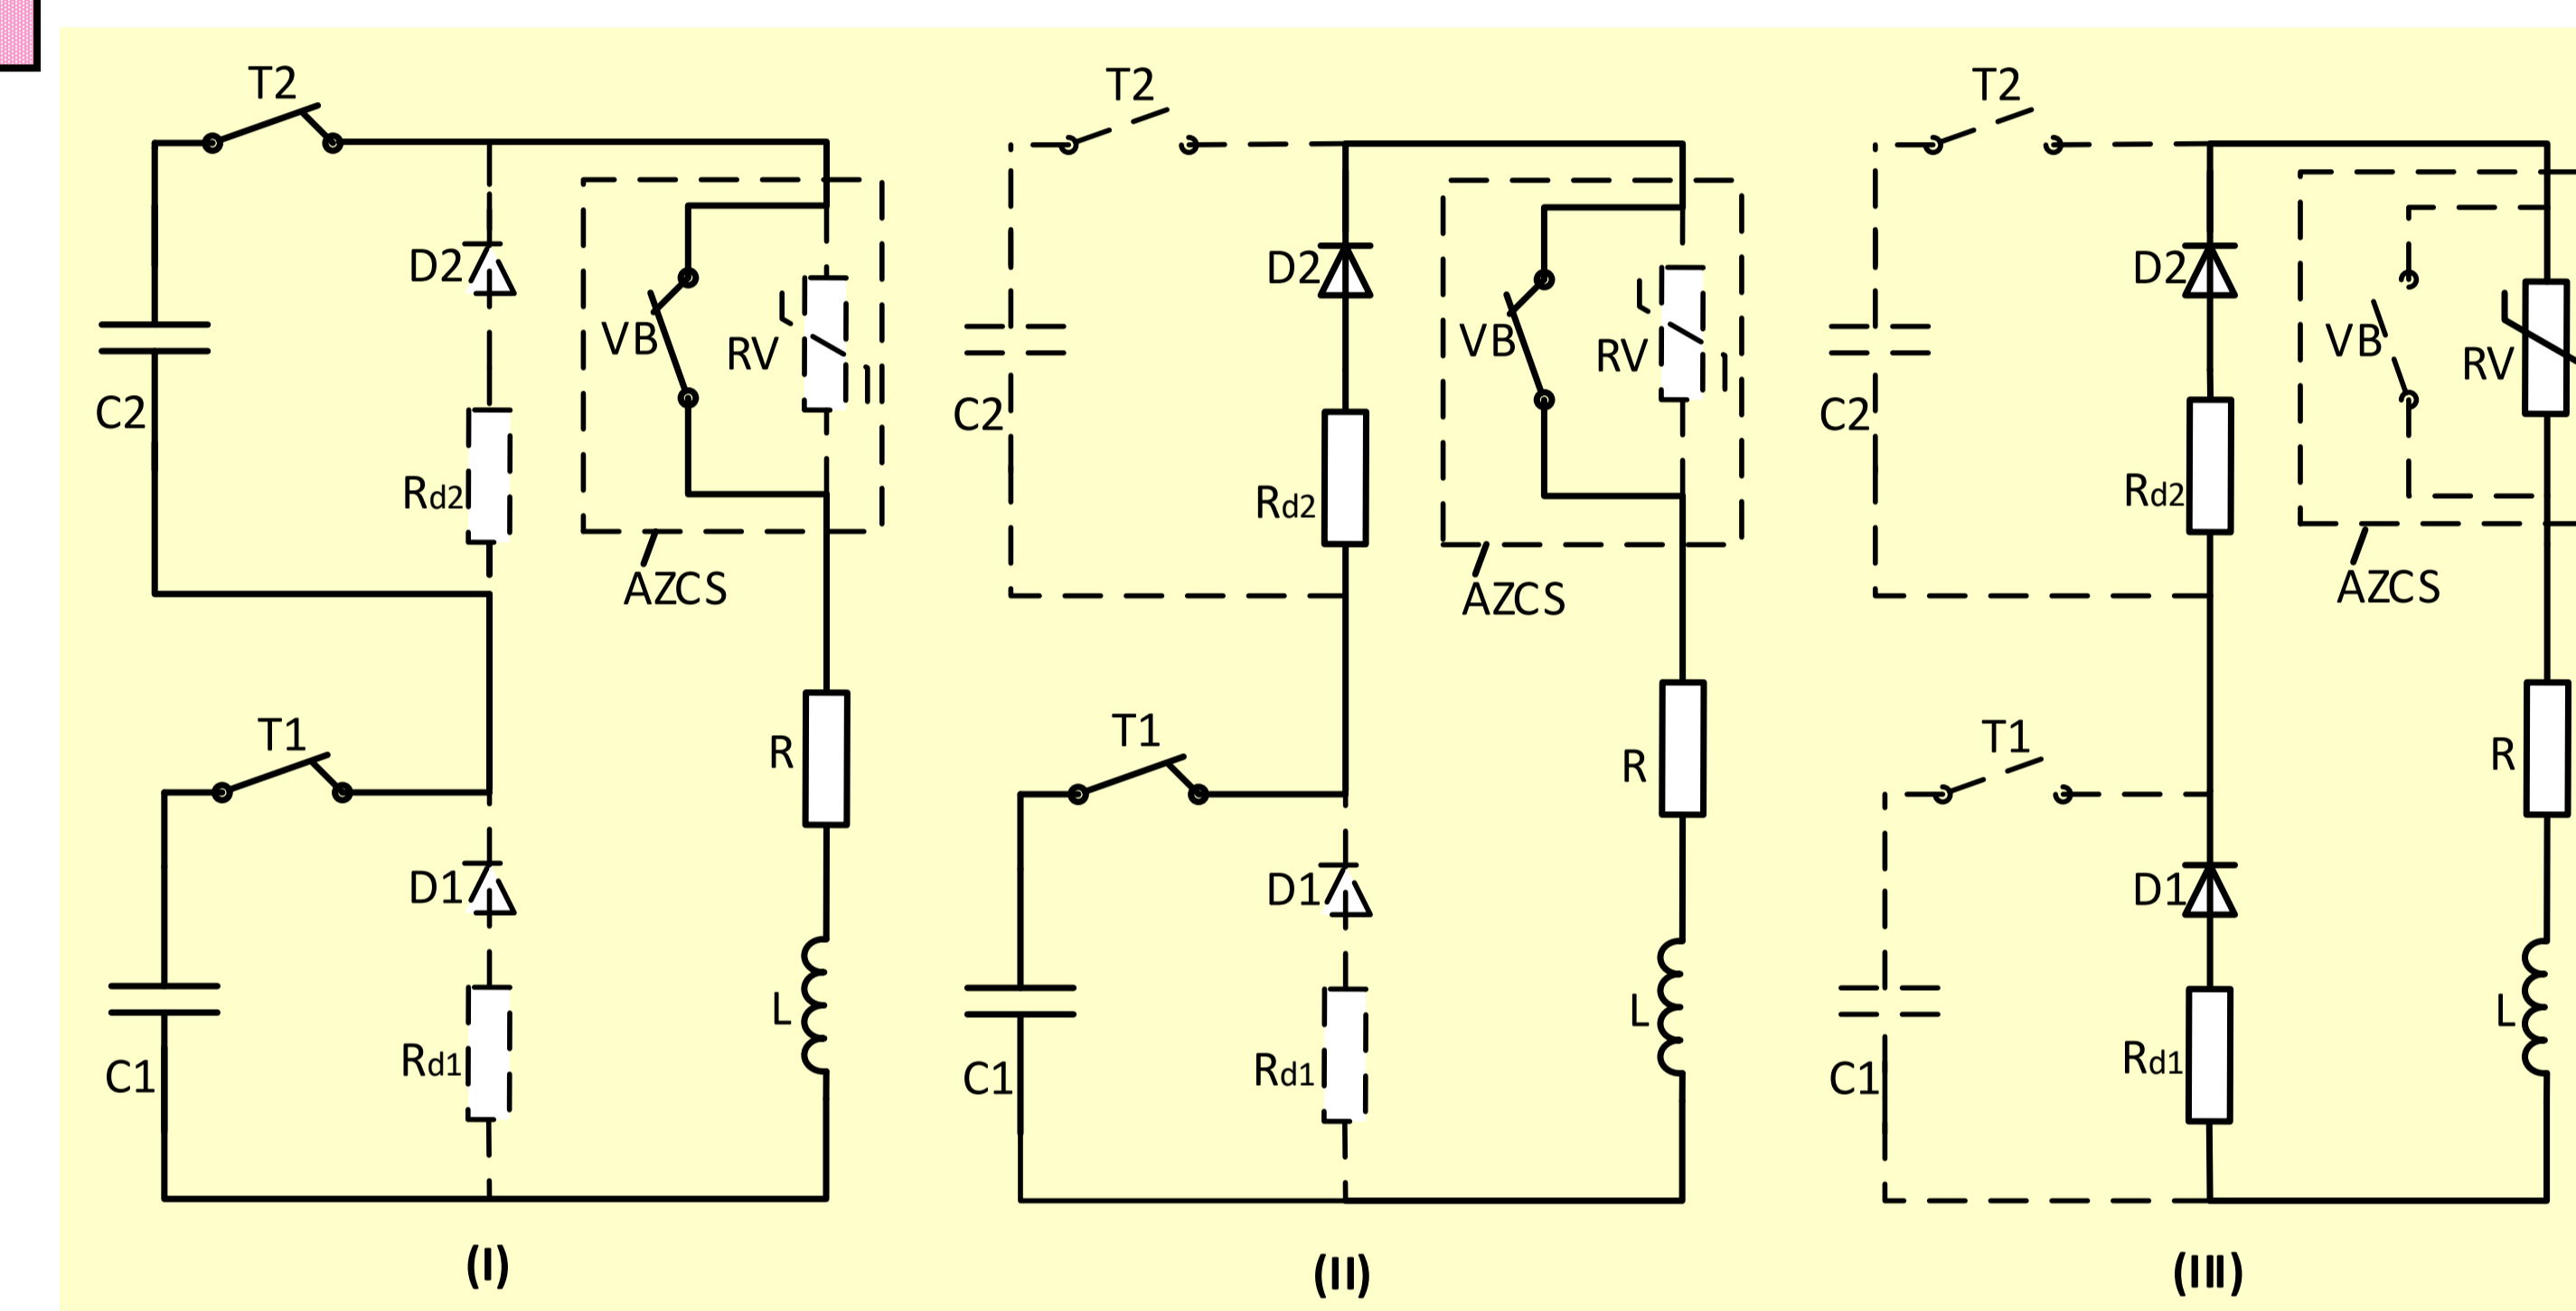 T2
D2
VB
RV
C2
Rd2
AZCS
T1
R
D1
L
Rd1
C1
(I)
T2
D2
VB
RV
C2
Rd2
AZCS
T1
R
D1
L
Rd1
C1
(II)
T2
D2
VB
RV
C2
Rd2
AZCS
T1
R
D1
L
Rd1
C1
(III)